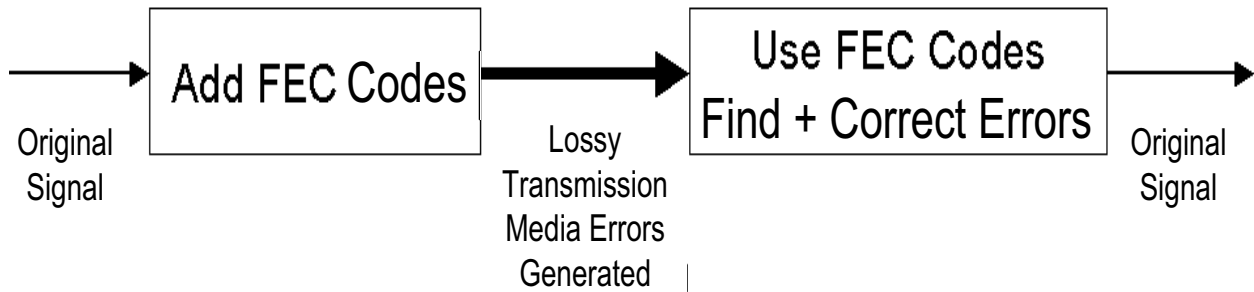 Original
Signal
Add FEC Codes
Lossy
Transmission
Media Errors
Generated
Use FEC Codes
Find + Correct Errors
Original
Signal